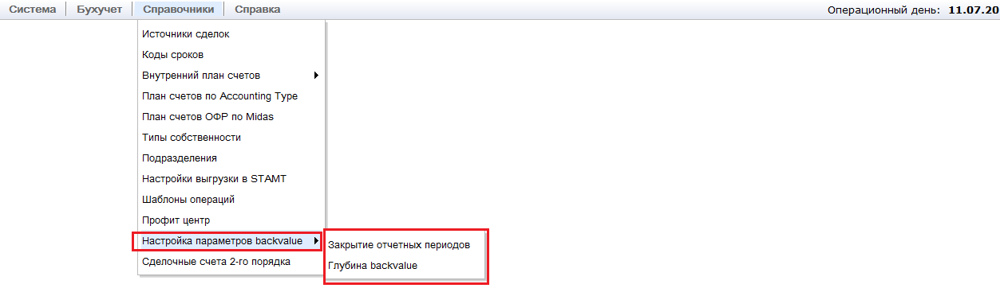 Система Бухучет Справочники Справка Операционный день: 11.07.20
Источники сделок
Коды сроков
Внутренний план счетов
План счетов по Accounting Type
План счетов ОФР по Midas
Типы собственности
Подразделения
Настройки выгрузки в STAMT
Шаблоны операций
Профит центр
Настройка параметров backvalue
Сделочные счета 2-го порядка
Закрытие отчетных периодов
Глубина backvalue